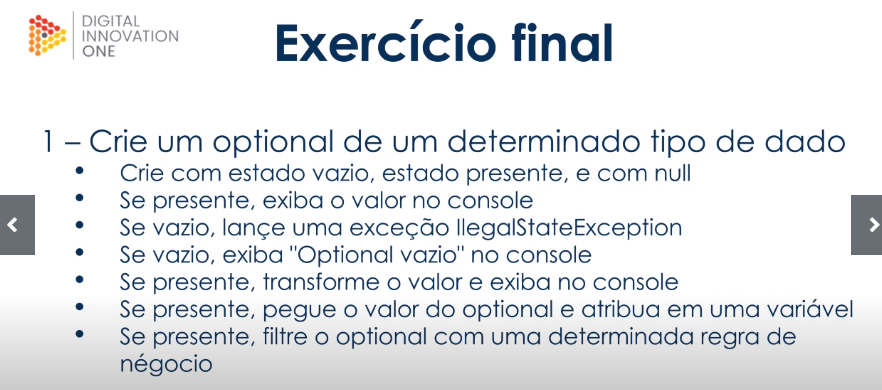 DIGITAL
INNOVATION
ONE
Exercício final
1 – Crie um optional de um determinado tipo de dado
• Crie com estado vazio, estado presente, e com null
• Se presente, exiba o valor no console
• Se vazio, lançe uma exceção IlegalStateException
• Se vazio, exiba "Optional vazio" no console
• Se presente, transforme o valor e exiba no console
• Se presente, pegue o valor do optional e atribua em uma variável
• Se presente, filtre o optional com uma determinada regra de
négocio